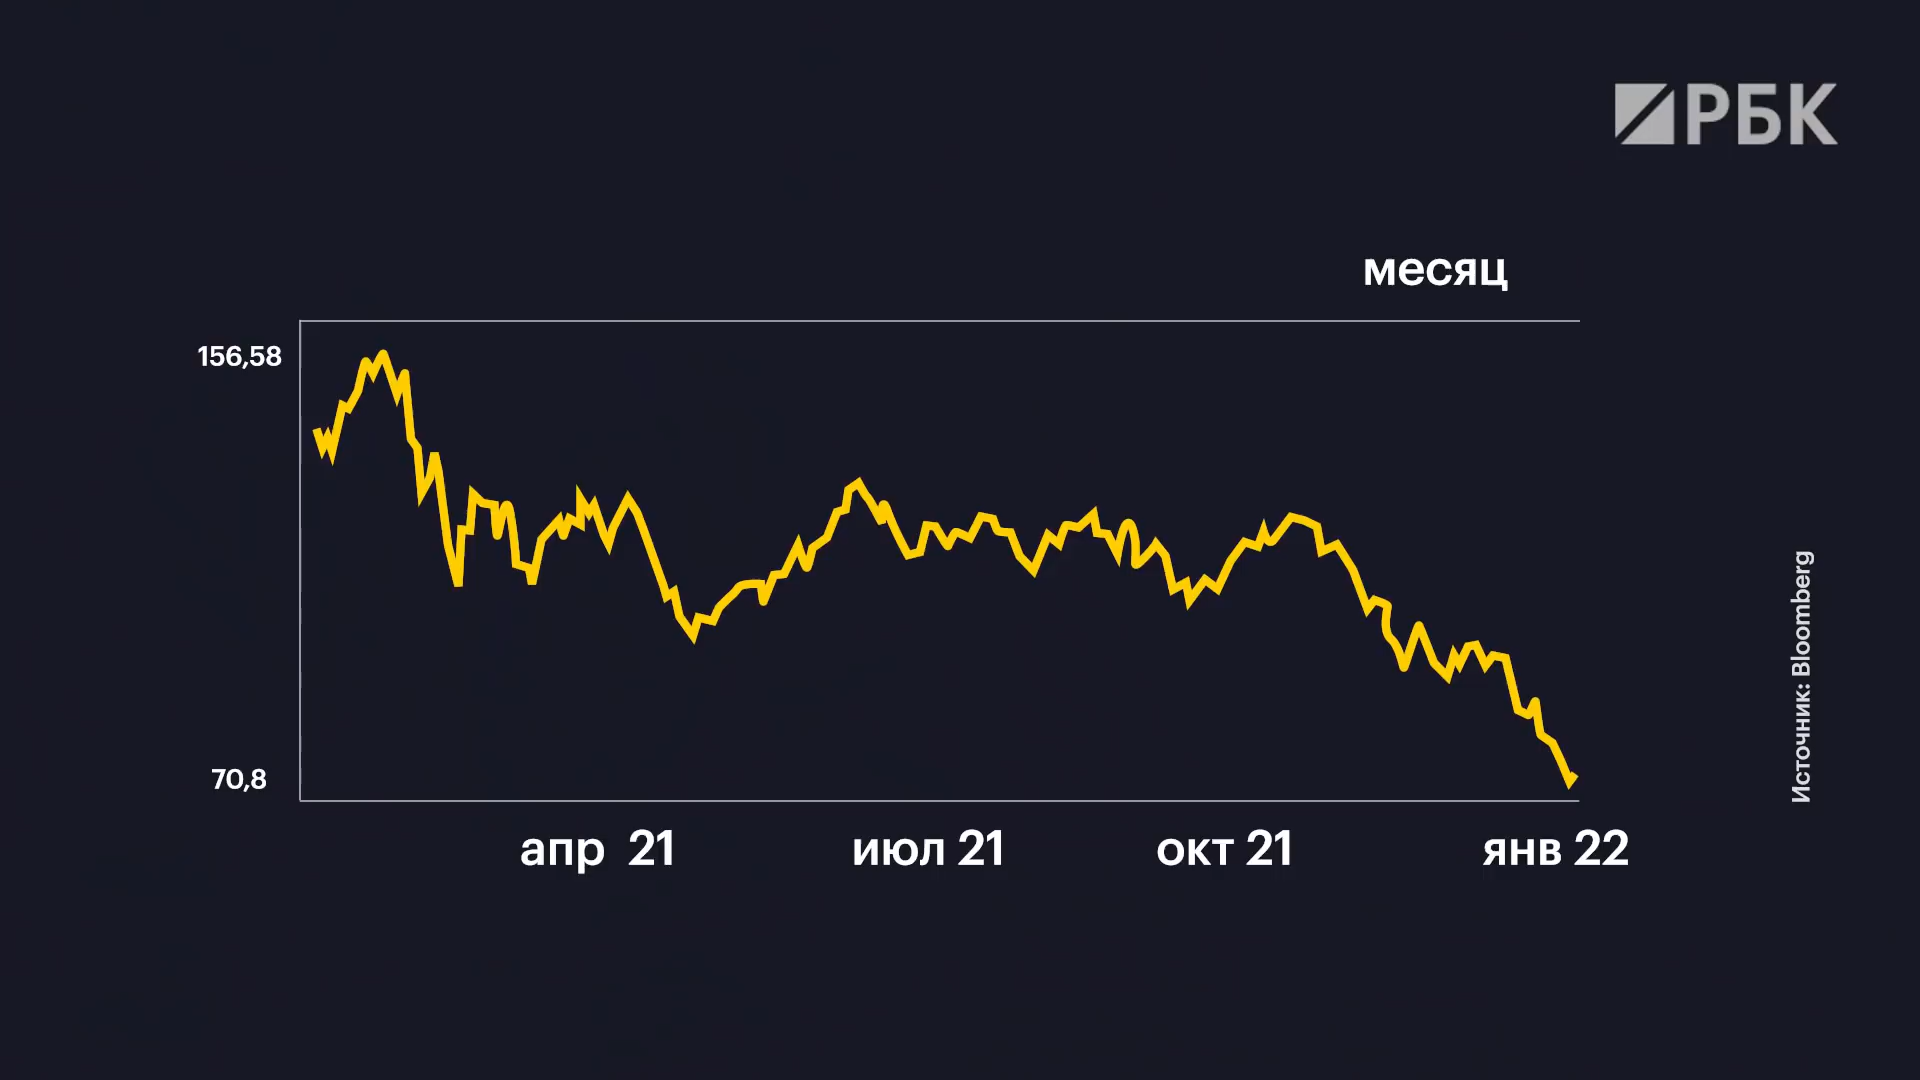 РБК
месяц
156,58
70,8
апр 21
июл 21
окт 21
янв 22
Источник: Bloomberg